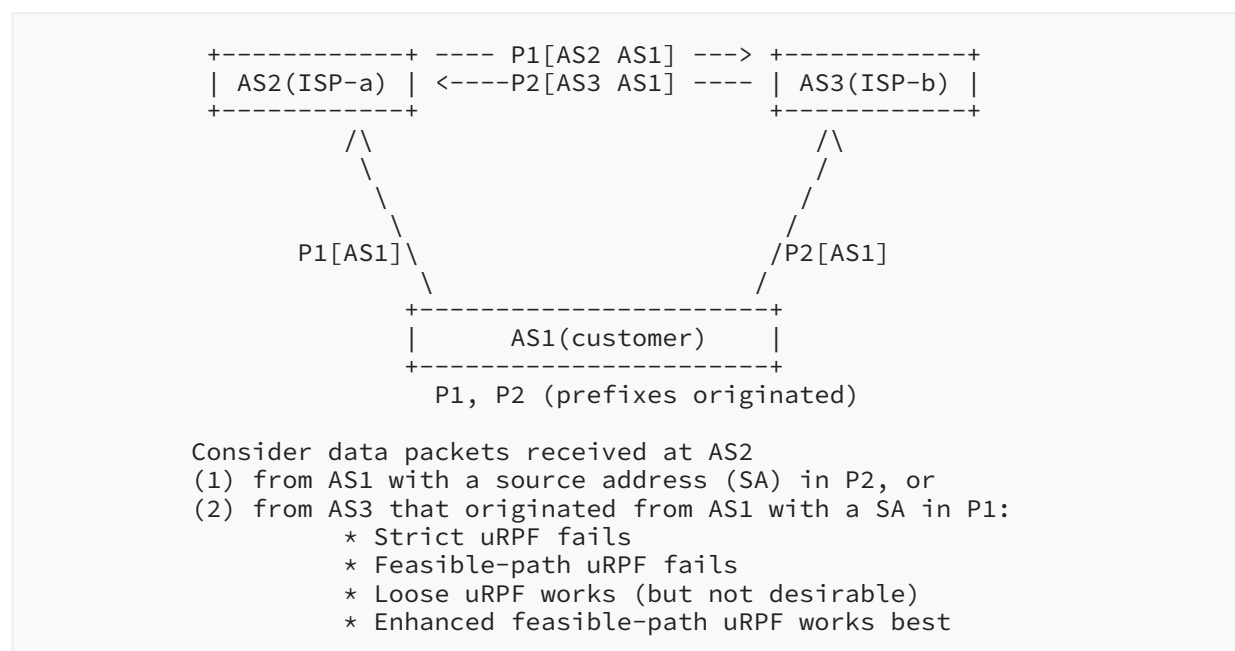 +------------+ ---- P1[AS2 AS1] ---> +------------+
| AS2(ISP-a) | <----P2[AS3 AS1] ---- | AS3(ISP-b) |
+------------+                       +------------+
         /\                             /\
          \                             /
           \                           /
            \                         /
      P1[AS1]\                       /P2[AS1]
              \                     /
            +-----------------------+
            |      AS1(customer)    |
            +-----------------------+
              P1, P2 (prefixes originated)
Consider data packets received at AS2
(1) from AS1 with a source address (SA) in P2, or
(2) from AS3 that originated from AS1 with a SA in P1:
* Strict uRPF fails
* Feasible-path uRPF fails
* Loose uRPF works (but not desirable)
* Enhanced feasible-path uRPF works best